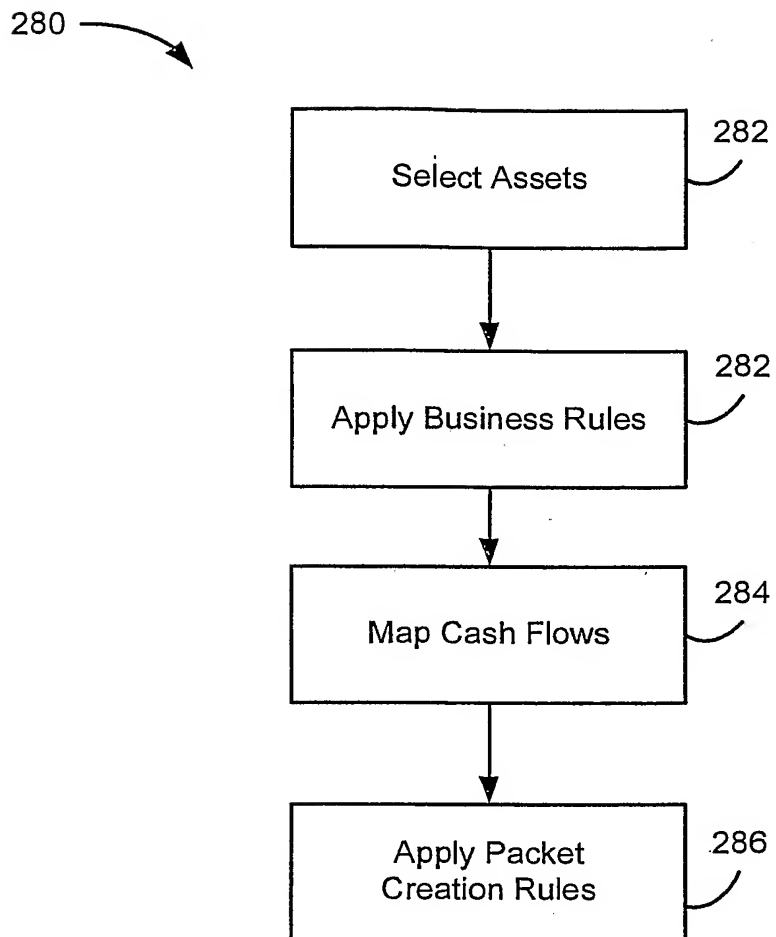 280
282
Select Assets
282
Apply Business Rules
284
Map Cash Flows
286
Apply Packet
Creation Rules